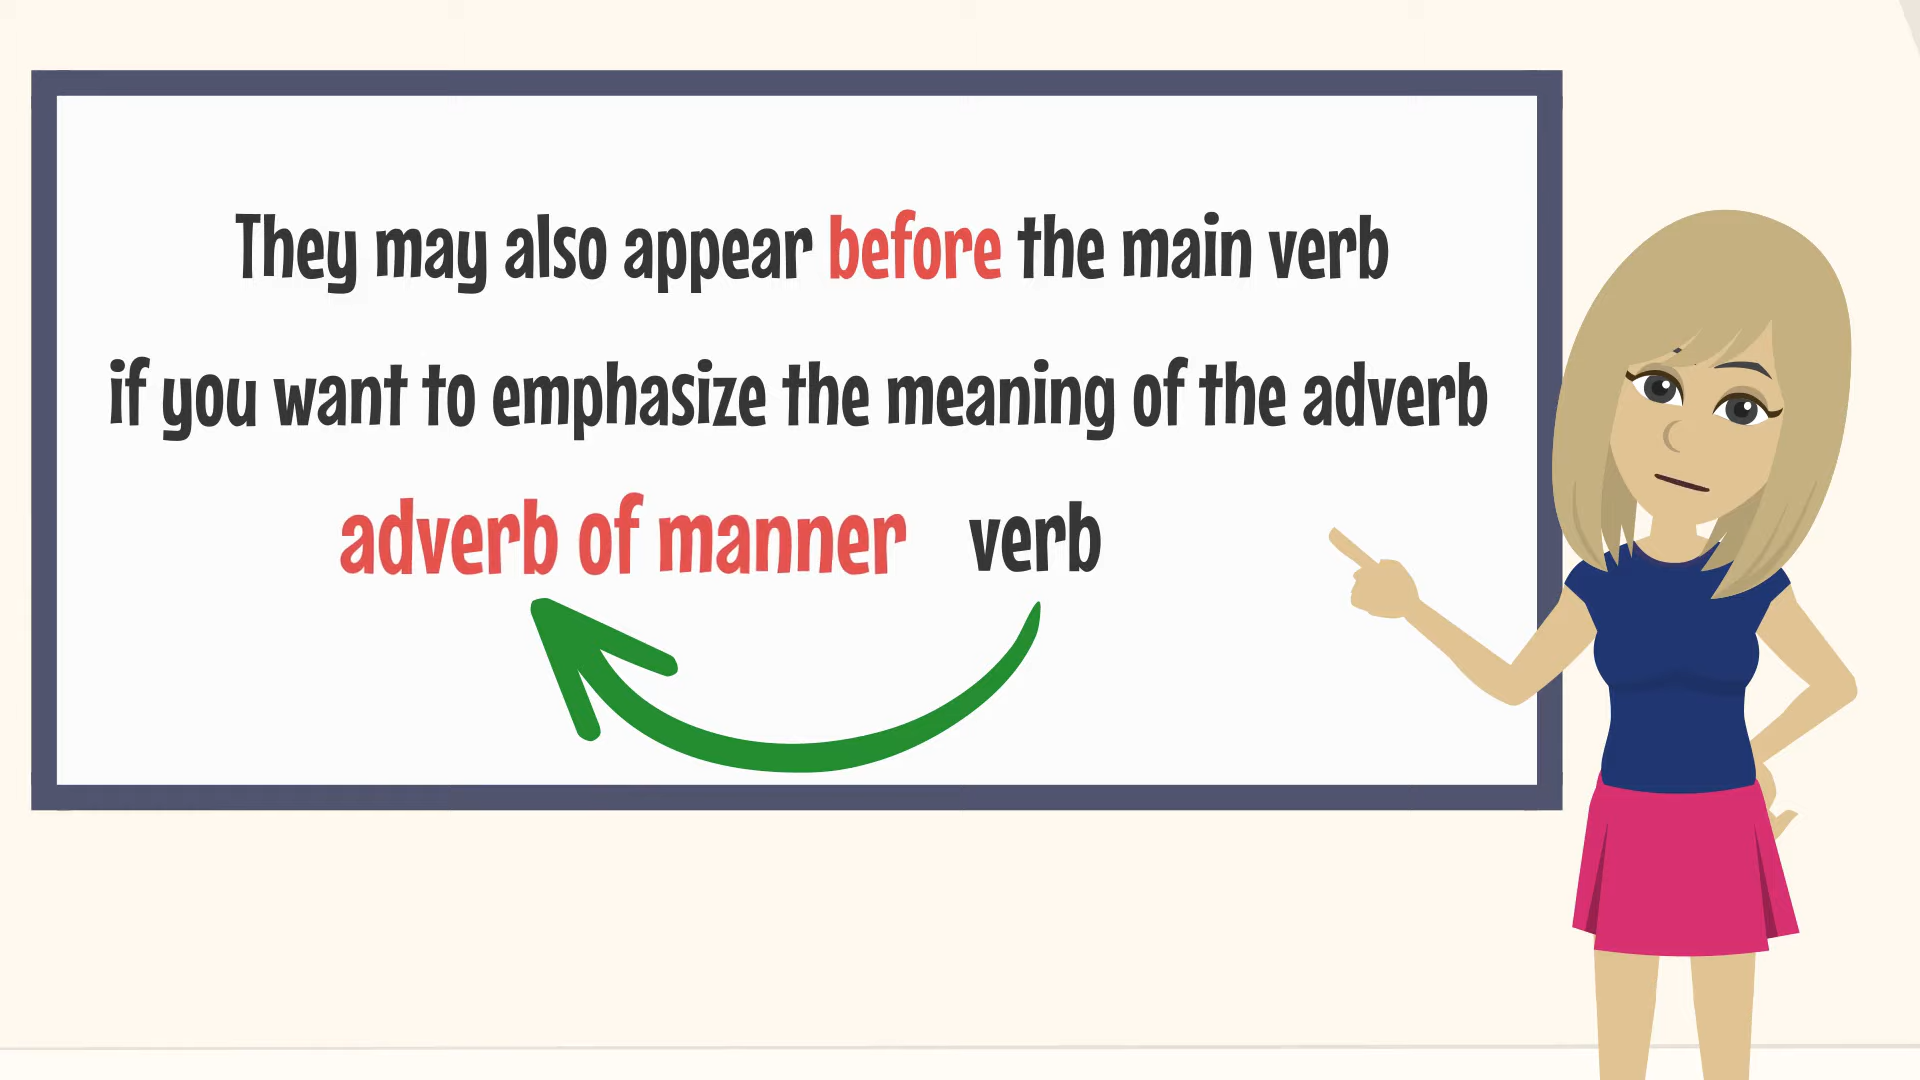 They may also appear before the main verb
if you want to emphasize the meaning of the adverb
adverb of manner verb